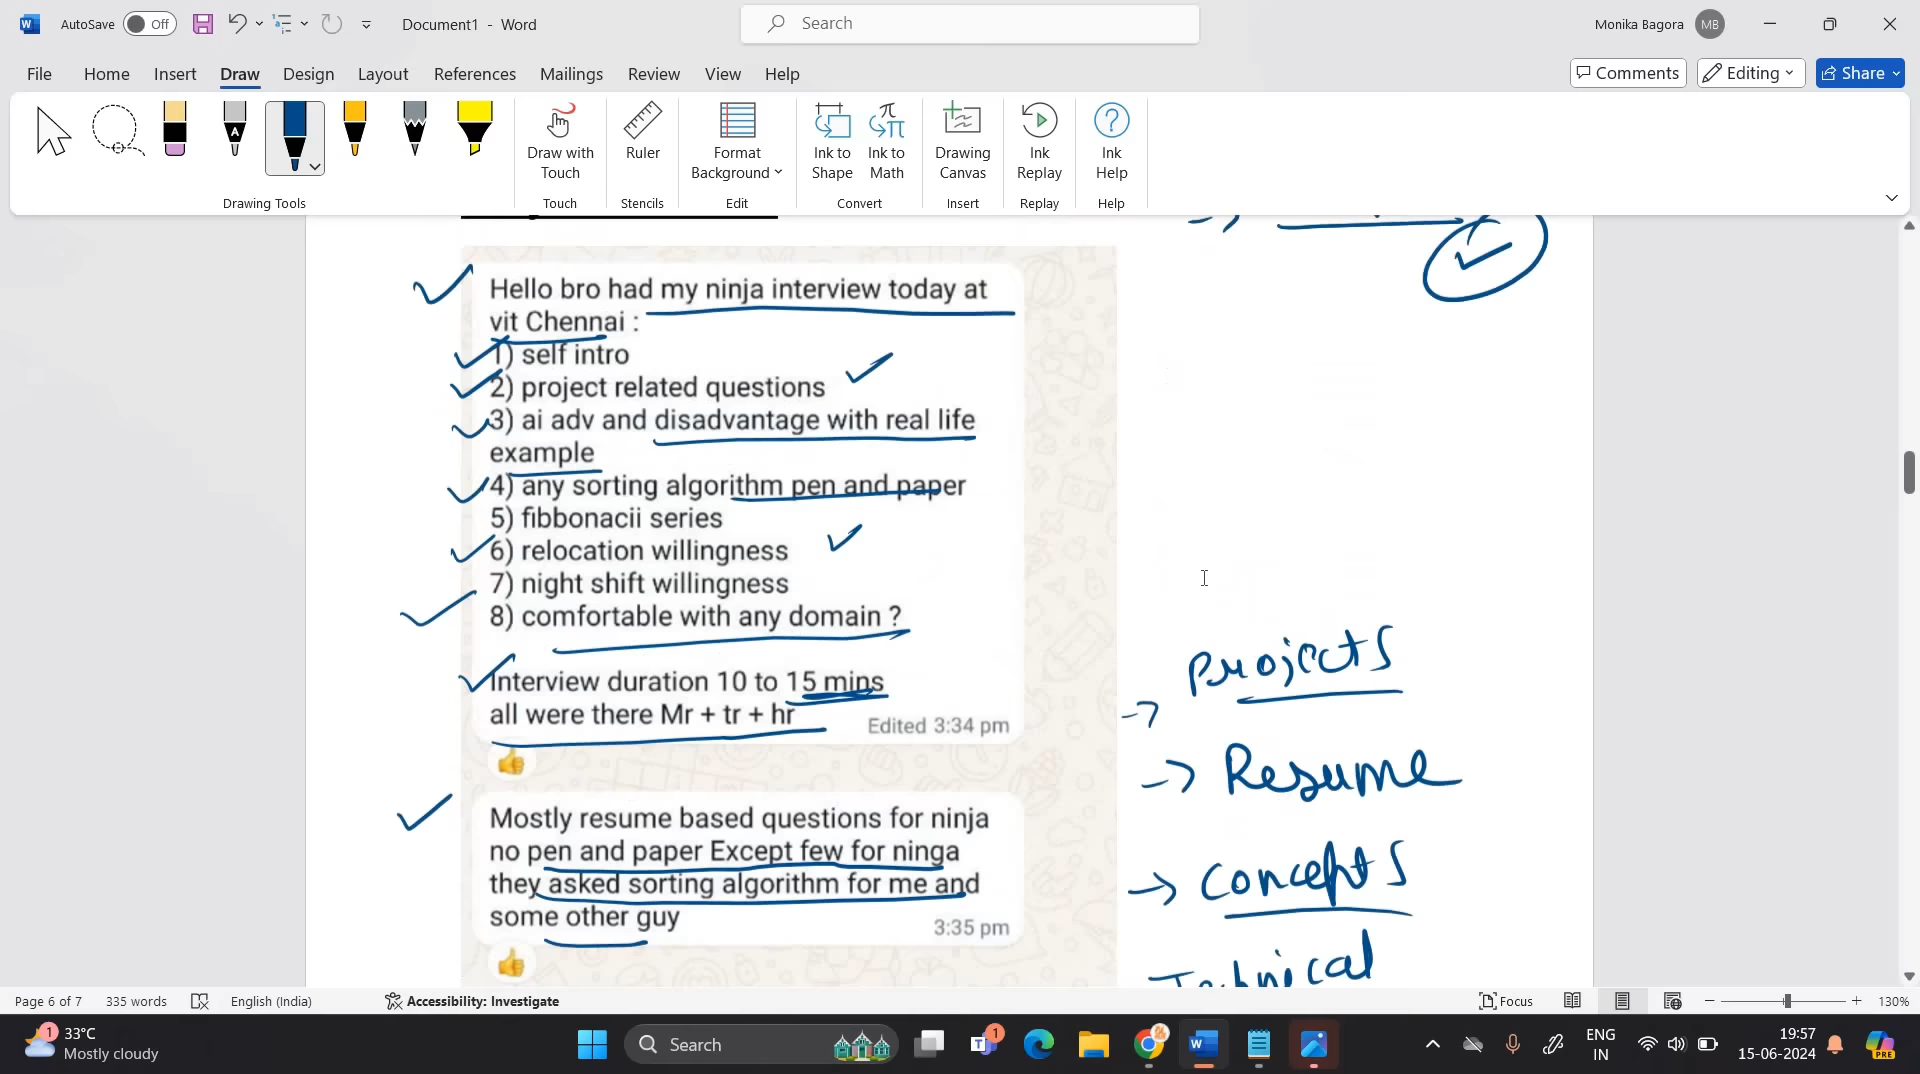 AutoSave Off Document1 - Word Search Monika Bagora MB
File Home Insert Draw Design Layout References Mailings Review View Help Comments Editing Share
A
Draw with Touch Ruler Format Background Ink to Shape Ink to Math Drawing Canvas Ink Replay Ink Help
Drawing Tools Touch Stencils Edit Convert Insert Replay Help
Hello bro had my ninja interview today at
vit Chennai :
1) self intro
2) project related questions
3) ai adv and disadvantage with real life
example
4) any sorting algorithm pen and paper
5) fibbonacii series
6) relocation willingness
7) night shift willingness
8) comfortable with any domain ?
Interview duration 10 to 15 mins
all were there Mr + tr + hr
Edited 3:34 pm
Mostly resume based questions for ninja
no pen and paper Except few for ninga
they asked sorting algorithm for me and
some other guy
3:35 pm
Projects
-> Resume
-> Concepts
Technical
Page 6 of 7 335 words English (India) Accessibility: Investigate Focus 130%
1 33°C
Mostly cloudy
Search
1
PRE
ENG
IN
19:57
15-06-2024